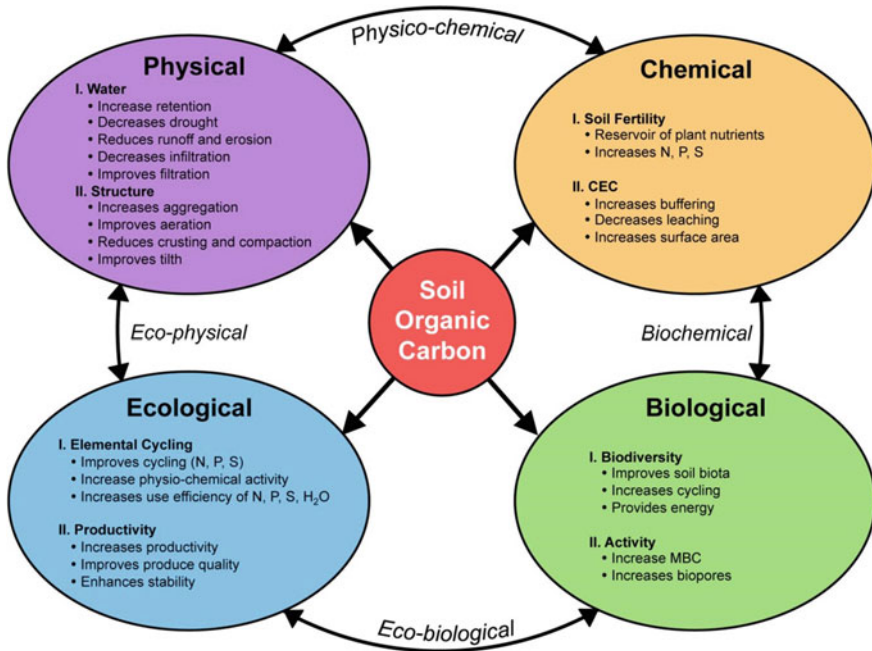 Physico-chemical
Physical
I. Water
• Increase retention
• Decreases drought
• Reduces runoff and erosion
• Decreases infiltration
• Improves filtration
II. Structure
• Increases aggregation
• Improves aeration
• Reduces crusting and compaction
• Improves tilth
Chemical
I. Soil Fertility
• Reservoir of plant nutrients
• Increases N, P, S
II. CEC
• Increases buffering
• Decreases leaching
• Increases surface area
Soil
Organic
Carbon
Eco-physical
Biochemical
Ecological
I. Elemental Cycling
• Improves cycling (N, P, S)
• Increase physio-chemical activity
• Increases use efficiency of N, P, S, H₂O
II. Productivity
• Increases productivity
• Improves produce quality
• Enhances stability
Biological
I. Biodiversity
• Improves soil biota
• Increases cycling
• Provides energy
II. Activity
• Increase MBC
• Increases biopores
Eco-biological